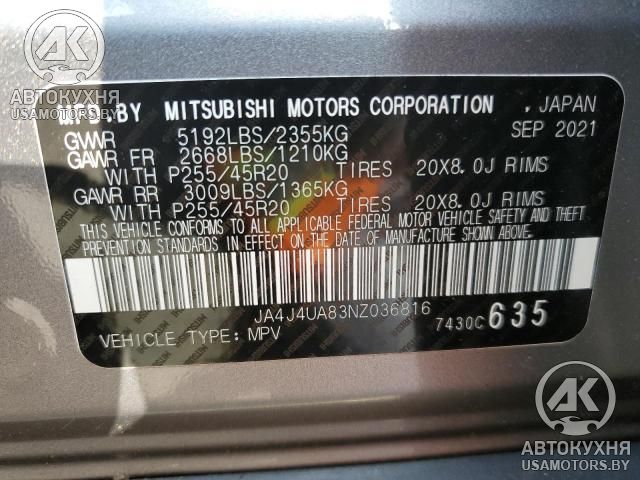 AK
АВТОКУХНЯ
USAMOTORS.BY
MFD. BY MITSUBISHI MOTORS CORPORATION , JAPAN
GVWR 5192LBS/2355KG SEP 2021
GAWR FR 2668LBS/1210KG
WITH P255/45R20 TIRES 20X8.0J RIMS
GAWR RR 3009LBS/1365KG
WITH P255/45R20 TIRES 20X8.0J RIMS
THIS VEHICLE CONFORMS TO ALL APPLICABLE FEDERAL MOTOR VEHICLE SAFETY AND THEFT
PREVENTION STANDARDS IN EFFECT ON THE DATE OF MANUFACTURE SHOWN ABOVE.
JA4J4UA83NZ036816
7430C 635
VEHICLE TYPE: MPV
AK
АВТОКУХНЯ
USAMOTORS.BY